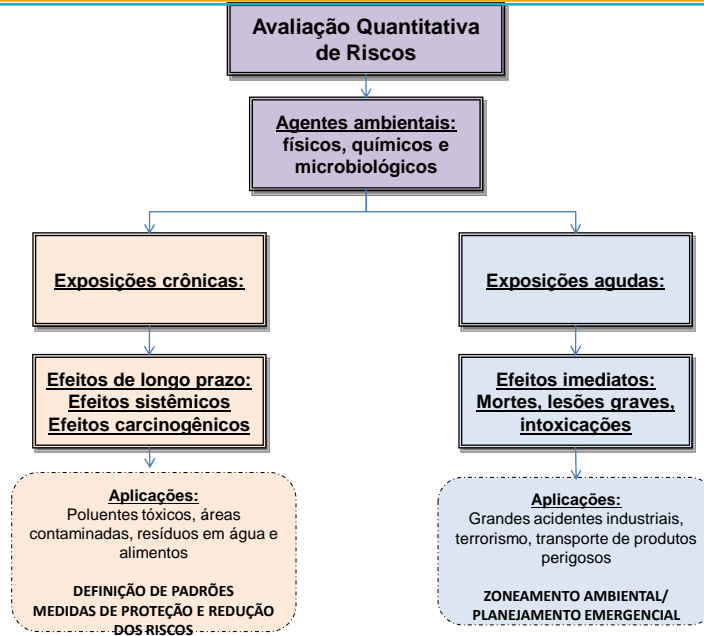 Avaliação Quantitativa
de Riscos
Agentes ambientais:
físicos, químicos e
microbiológicos
Exposições crônicas:
Exposições agudas:
Efeitos de longo prazo:
Efeitos sistêmicos
Efeitos carcinogênicos
Efeitos imediatos:
Mortes, lesões graves,
intoxicações
Aplicações:
Poluentes tóxicos, áreas
contaminadas, resíduos em água e
alimentos
DEFINIÇÃO DE PADRÕES
MEDIDAS DE PROTEÇÃO E REDUÇÃO
DOS RISCOS
Aplicações:
Grandes acidentes industriais,
terrorismo, transporte de produtos
perigosos
ZONEAMENTO AMBIENTAL/
PLANEJAMENTO EMERGENCIAL